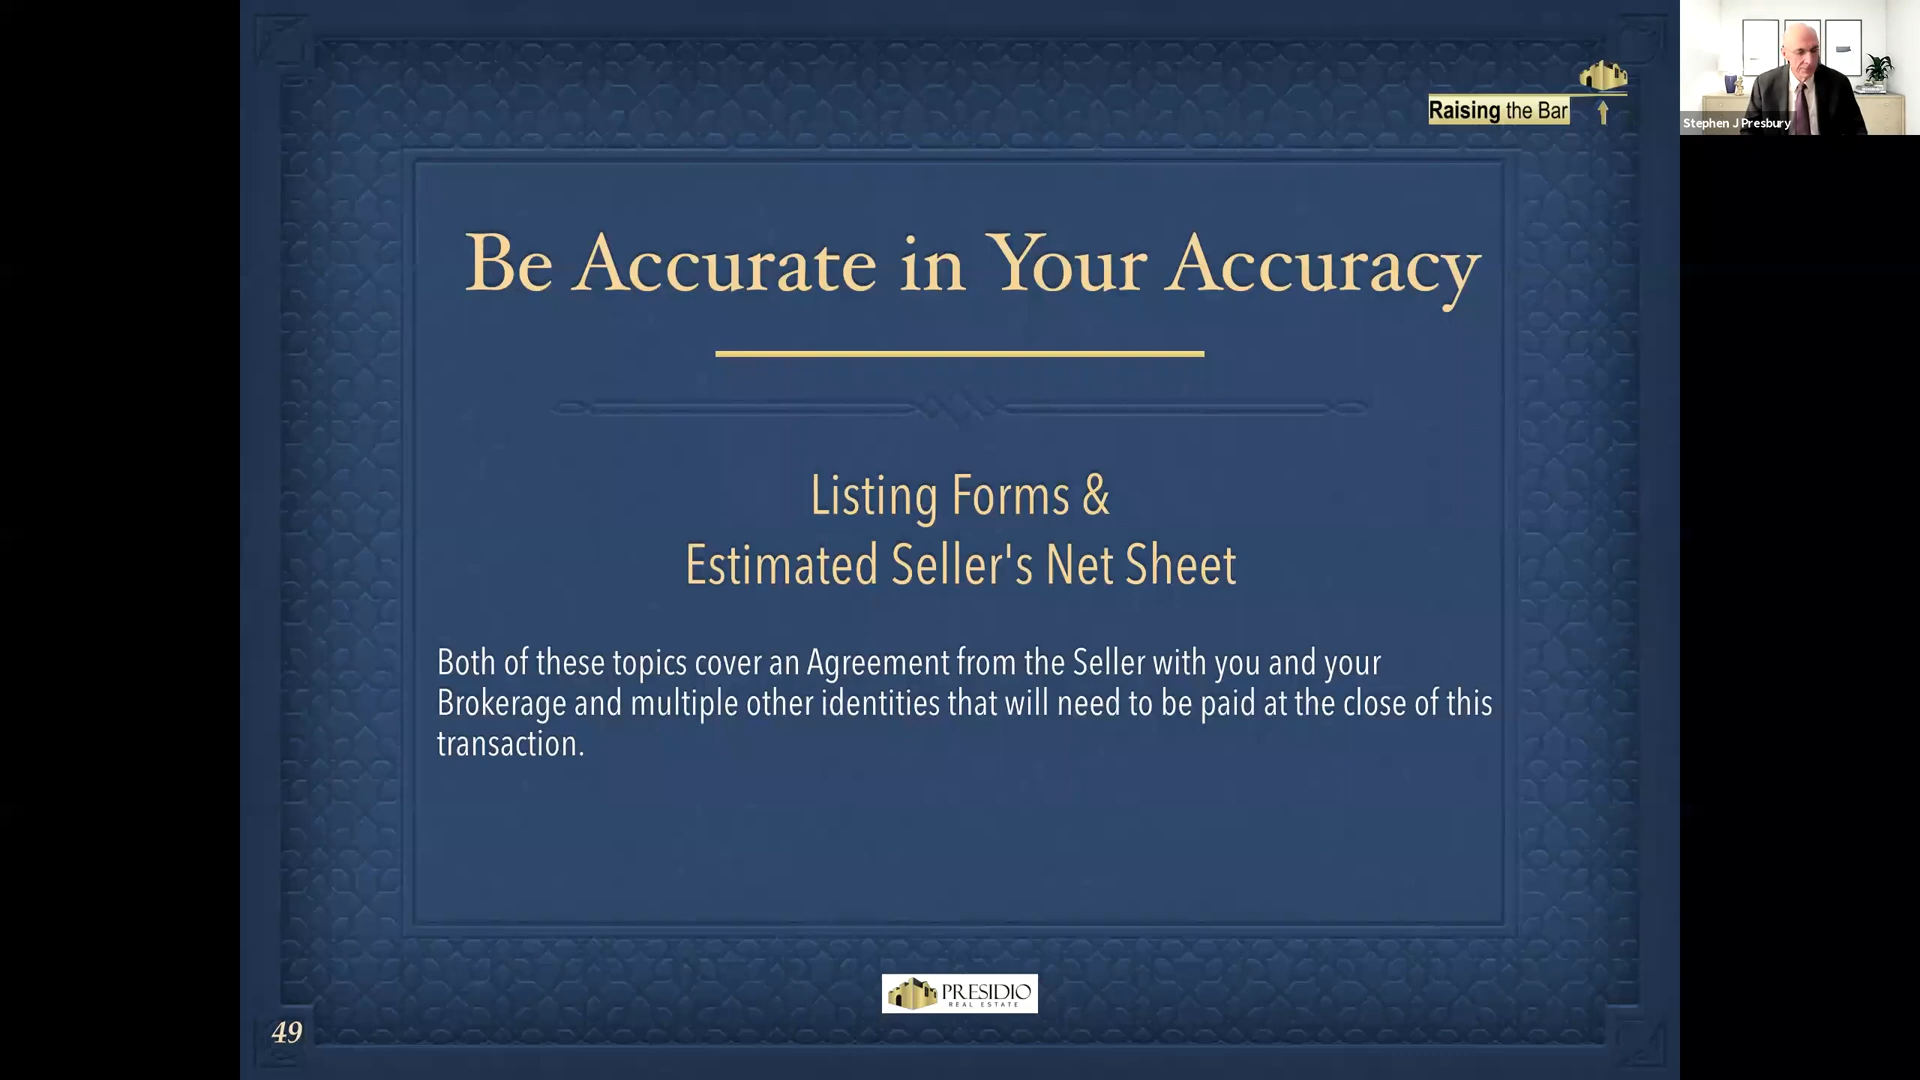 Raising the Bar
Stephen J Presbury
Be Accurate in Your Accuracy
Listing Forms &
Estimated Seller's Net Sheet
Both of these topics cover an Agreement from the Seller with you and your
Brokerage and multiple other identities that will need to be paid at the close of this
transaction.
PRESIDIO
REAL ESTATE
49